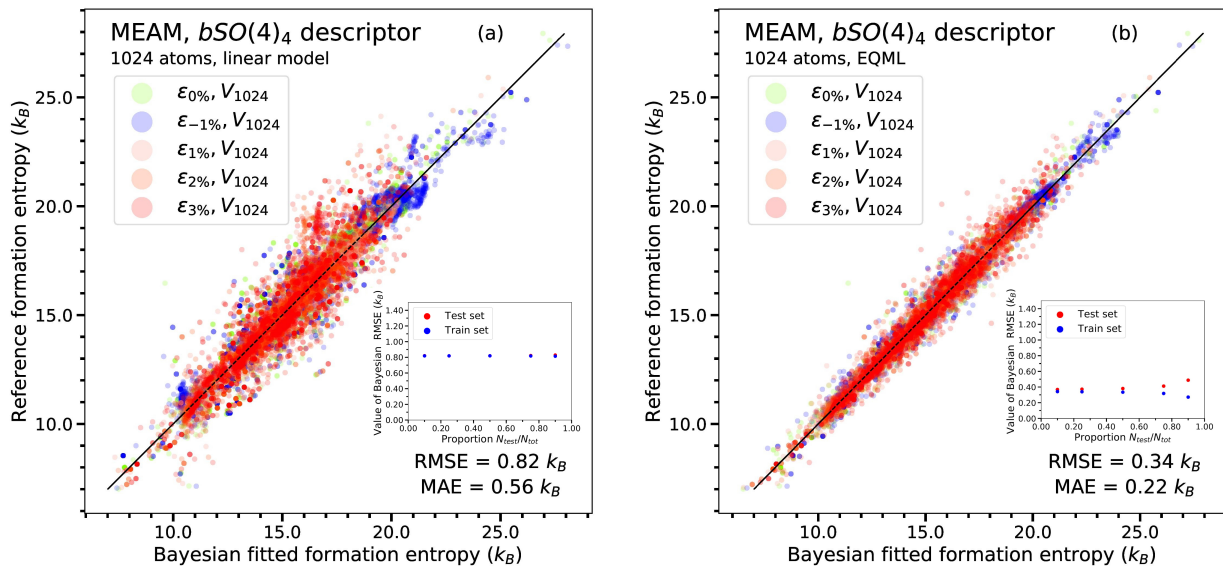 MEAM, bSO(4)₄ descriptor (a)
1024 atoms, linear model
ε0%, V1024
ε−1%, V1024
ε1%, V1024
ε2%, V1024
ε3%, V1024
Reference formation entropy (kB)
25.0
20.0
15.0
10.0
10.0 15.0 20.0 25.0
Bayesian fitted formation entropy (kB)
Value of Bayesian RMSE (kB)
1.40
1.20
1.00
0.80
0.60
0.40
0.20
0.00
Test set
Train set
0.00 0.20 0.40 0.60 0.80 1.00
Proportion Ntest/Ntot
RMSE = 0.82 kB
MAE = 0.56 kB
MEAM, bSO(4)₄ descriptor (b)
1024 atoms, EQML
ε0%, V1024
ε−1%, V1024
ε1%, V1024
ε2%, V1024
ε3%, V1024
Reference formation entropy (kB)
25.0
20.0
15.0
10.0
10.0 15.0 20.0 25.0
Bayesian fitted formation entropy (kB)
Value of Bayesian RMSE (kB)
1.40
1.20
1.00
0.80
0.60
0.40
0.20
0.00
Test set
Train set
0.00 0.20 0.40 0.60 0.80 1.00
Proportion Ntest/Ntot
RMSE = 0.34 kB
MAE = 0.22 kB